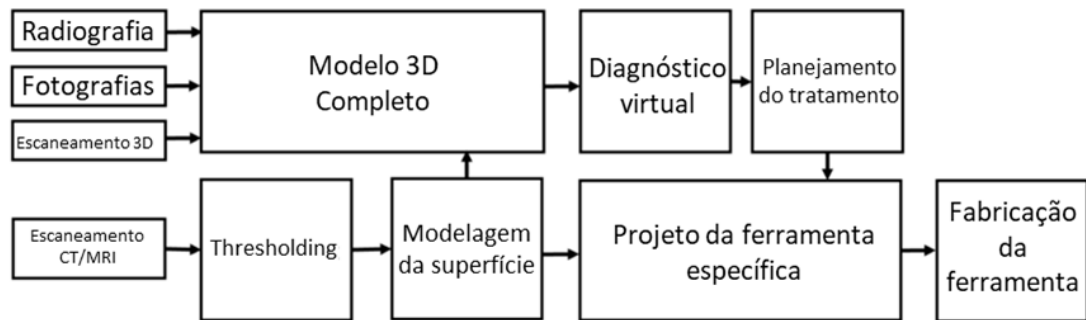 Radiografia
Fotografias
Escaneamento 3D
Modelo 3D
Completo
Diagnóstico
virtual
Planejamento
do tratamento
Escaneamento
CT/MRI
Thresholding
Modelagem
da superfície
Projeto da ferramenta
específica
Fabricação
da
ferramenta